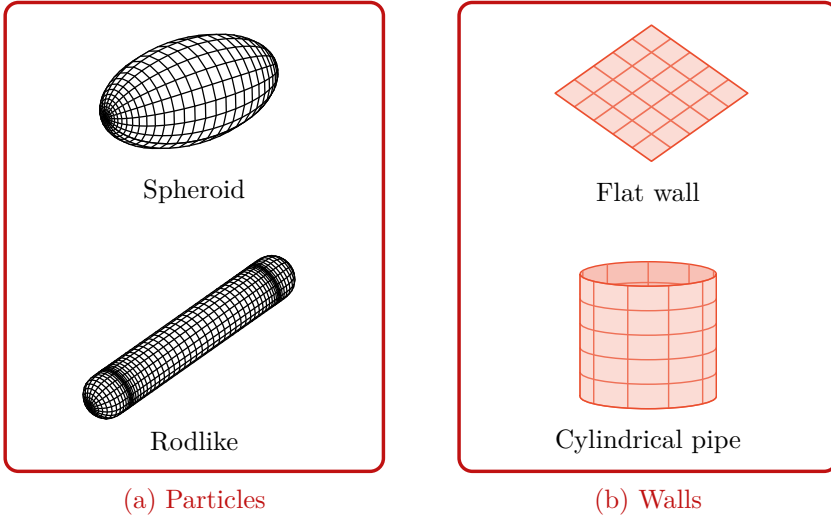 Spheroid
Rodlike
(a) Particles
Flat wall
Cylindrical pipe
(b) Walls